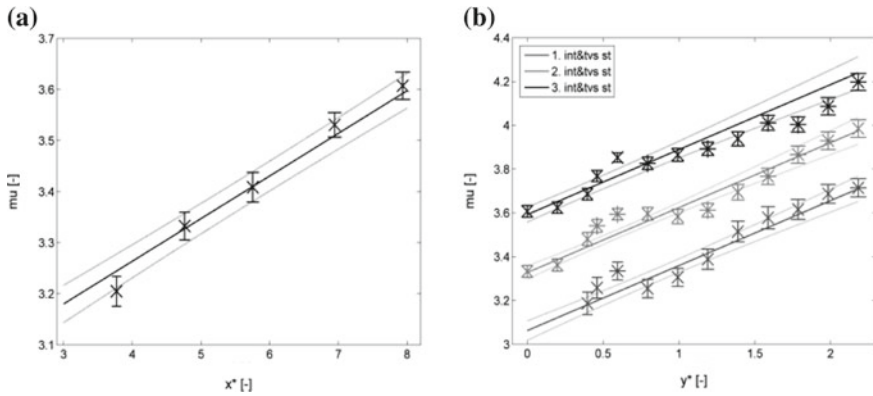 (a)
3.7
3.6
3.5
3.4
3.3
3.2
3.1
mu [-]
3 4 5 6 7 8
x* [-]
(b)
4.4
4.2
4
3.8
3.6
3.4
3.2
3
mu [-]
1. int&tvs st
2. int&tvs st
3. int&tvs st
0 0.5 1 1.5 2
y* [-]